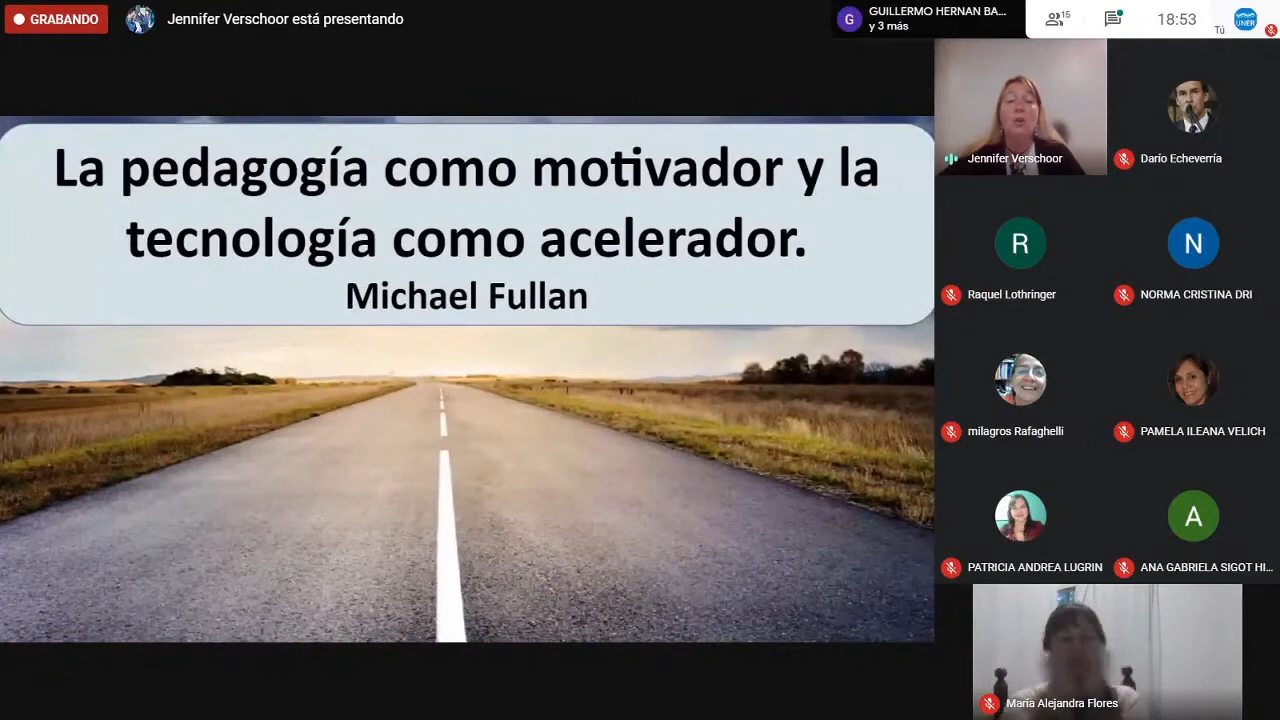 GRABANDO
Jennifer Verschoor está presentando
G
GUILLERMO HERNAN BA...
y 3 más
15
18:53
Tú
UNER
La pedagogía como motivador y la
tecnología como acelerador.
Michael Fullan
Jennifer Verschoor
Darío Echeverría
R
N
Raquel Lothringer
NORMA CRISTINA DRI
milagros Rafaghelli
PAMELA ILEANA VELICH
A
PATRICIA ANDREA LUGRIN
ANA GABRIELA SIGOT HI...
María Alejandra Flores